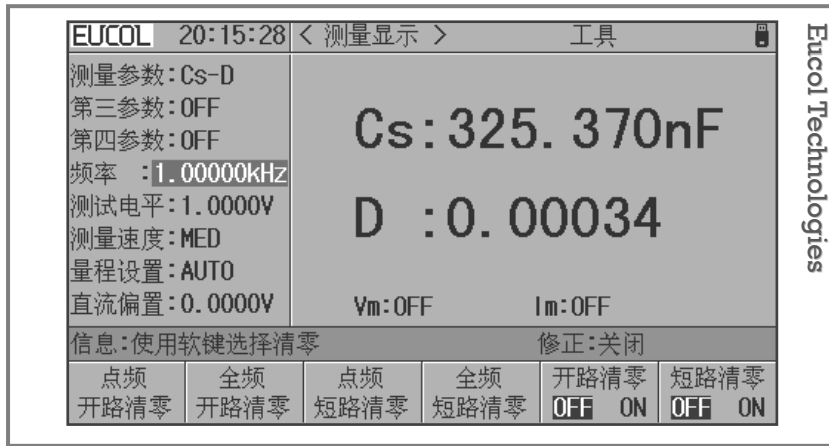 EUCOL 20:15:28 < 测量显示 > 工具
测量参数:Cs-D
第三参数:OFF
第四参数:OFF
频率 :1.00000kHz
测试电平:1.0000V
测量速度:MED
量程设置:AUTO
直流偏置:0.0000V
Cs:325.370nF
D :0.00034
Vm:OFF Im:OFF
信息:使用软键选择清零 修正:关闭
点频 全频 点频 全频 开路清零 短路清零
开路清零 开路清零 短路清零 短路清零 OFF ON OFF ON
Eucol Technologies